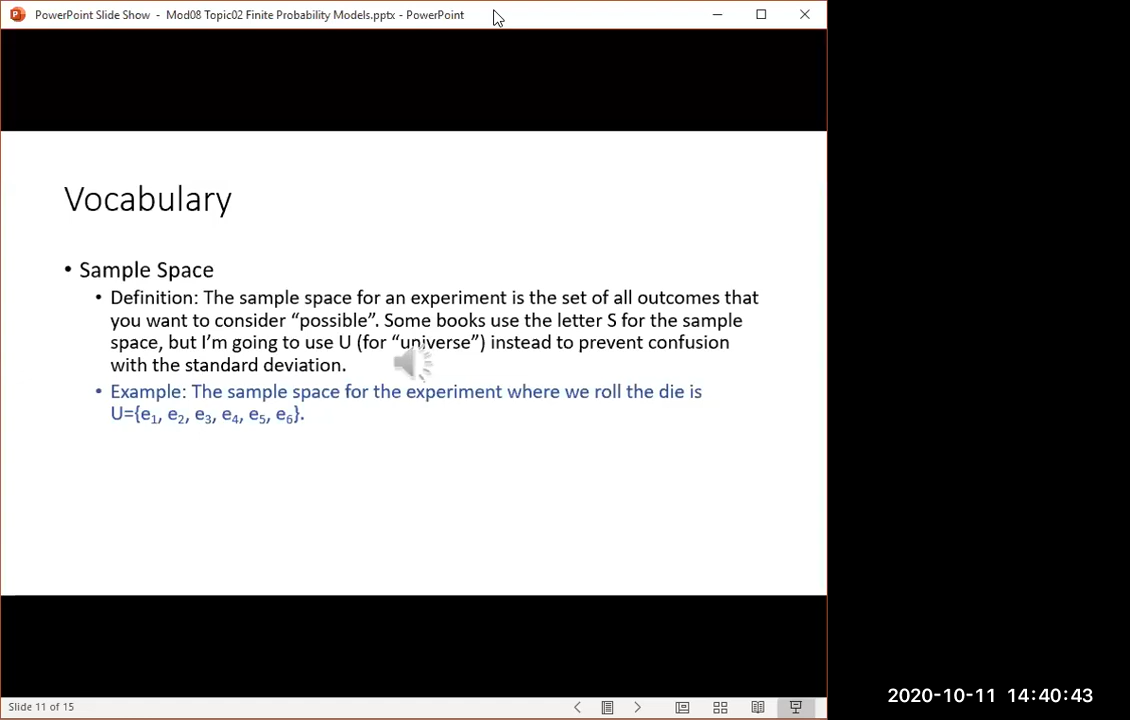 PowerPoint Slide Show - Mod08 Topic02 Finite Probability Models.pptx - PowerPoint
Vocabulary
• Sample Space
• Definition: The sample space for an experiment is the set of all outcomes that
you want to consider “possible”. Some books use the letter S for the sample
space, but I’m going to use U (for “universe”) instead to prevent confusion
with the standard deviation.
• Example: The sample space for the experiment where we roll the die is
U={e₁, e₂, e₃, e₄, e₅, e₆}.
Slide 11 of 15
2020-10-11 14:40:43